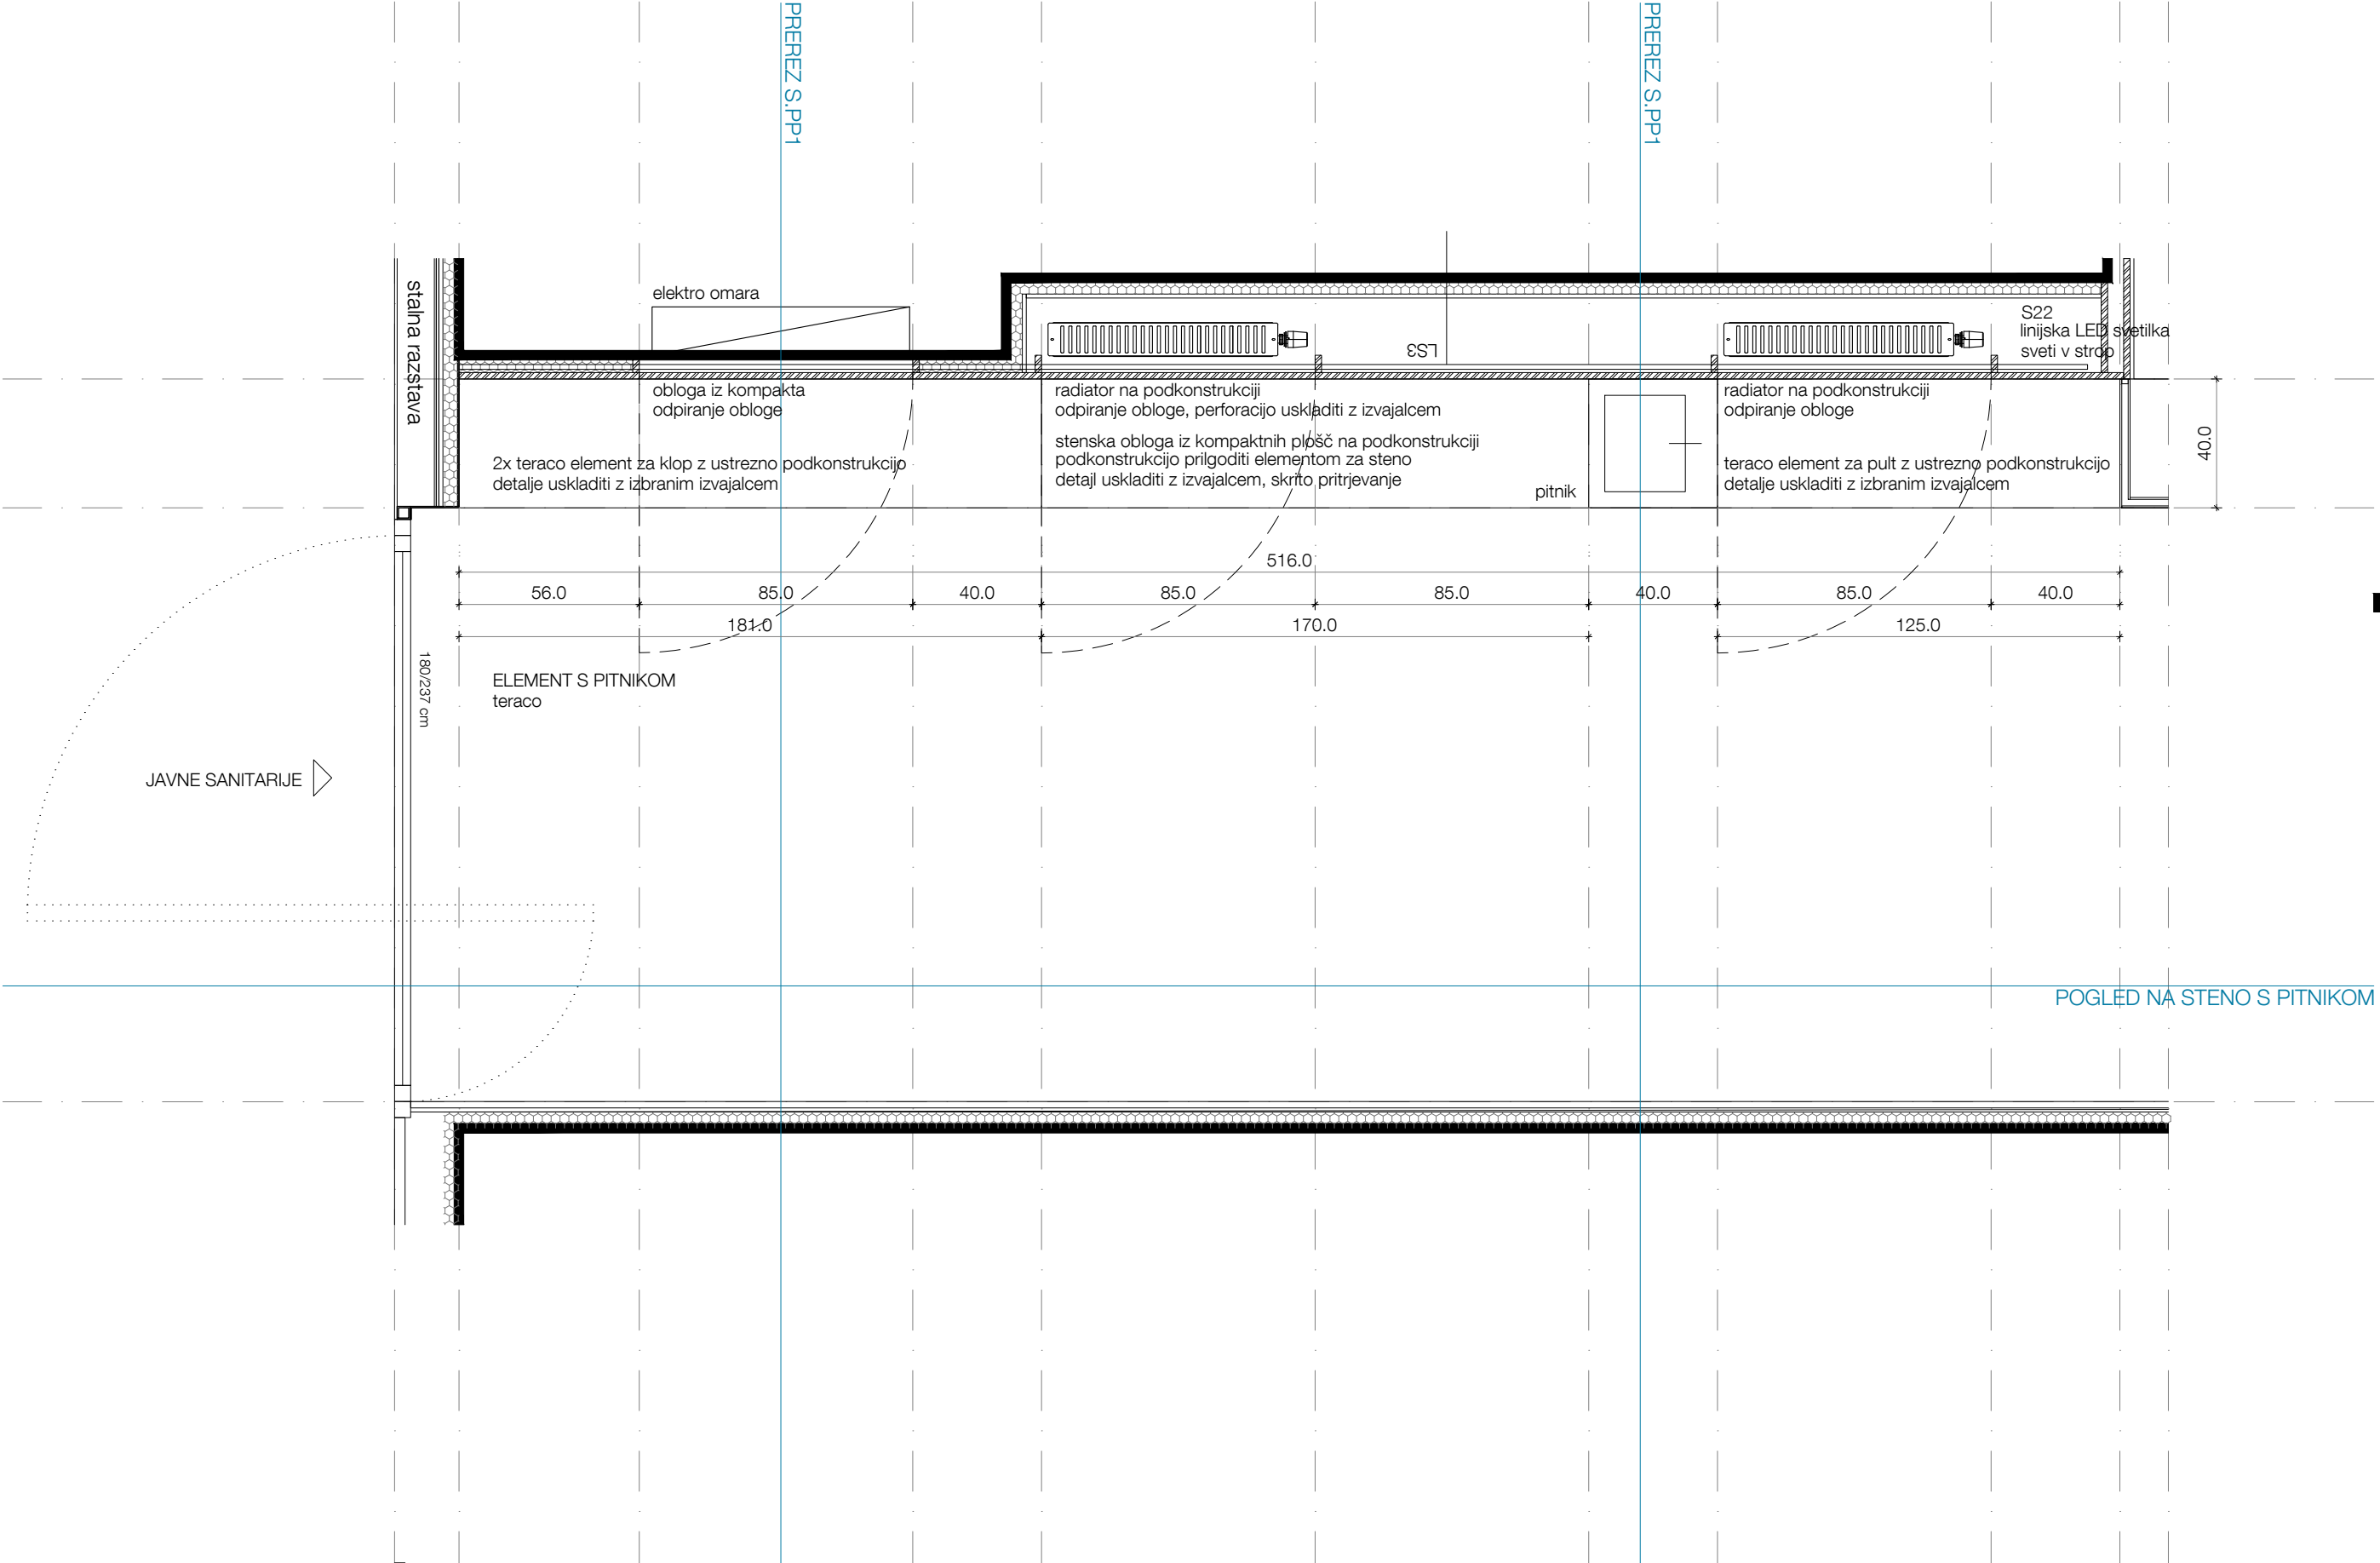 PREREZ S.PP1
PREREZ S.PP1
stalna razstava
elektro omara
LS3
S22
linijska LED svetilka
sveti v strop
obloga iz kompakta
odpiranje obloge
radiator na podkonstrukciji
odpiranje obloge, perforacijo uskladiti z izvajalcem
radiator na podkonstrukciji
odpiranje obloge
2x teraco element za klop z ustrezno podkonstrukcijo
detalje uskladiti z izbranim izvajalcem
stenska obloga iz kompaktnih plošč na podkonstrukciji
podkonstrukcijo prilgoditi elementom za steno
detajl uskladiti z izvajalcem, skrito pritrjevanje
pitnik
teraco element za pult z ustrezno podkonstrukcijo
detalje uskladiti z izbranim izvajalcem
40.0
516.0
56.0 85.0 40.0 85.0 85.0 40.0 85.0 40.0
181.0 170.0 125.0
180/237 cm
ELEMENT S PITNIKOM
teraco
JAVNE SANITARIJE
POGLED NA STENO S PITNIKOM